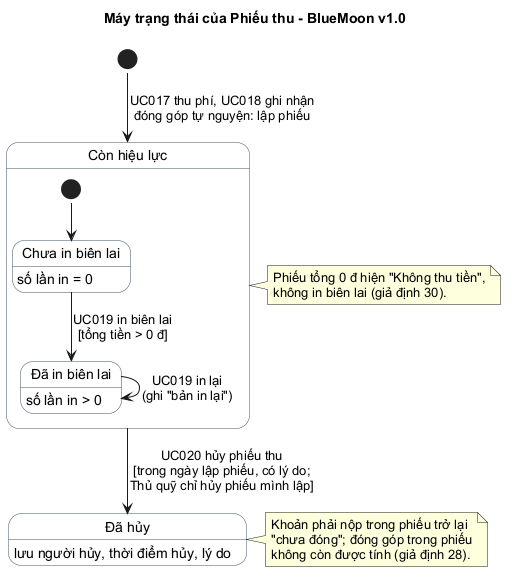 Máy trạng thái của Phiếu thu - BlueMoon v1.0
UC017 thu phí, UC018 ghi nhận
đóng góp tự nguyện: lập phiếu
Còn hiệu lực
Chưa in biên lai
số lần in = 0
Phiếu tổng 0 đ hiện "Không thu tiền",
không in biên lai (giả định 30).
UC019 in biên lai
[tổng tiền > 0 đ]
Đã in biên lai
số lần in > 0
UC019 in lại
(ghi "bản in lại")
UC020 hủy phiếu thu
[trong ngày lập phiếu, có lý do;
Thủ quỹ chỉ hủy phiếu mình lập]
Đã hủy
lưu người hủy, thời điểm hủy, lý do
Khoản phải nộp trong phiếu trở lại
"chưa đóng"; đóng góp trong phiếu
không còn được tính (giả định 28).